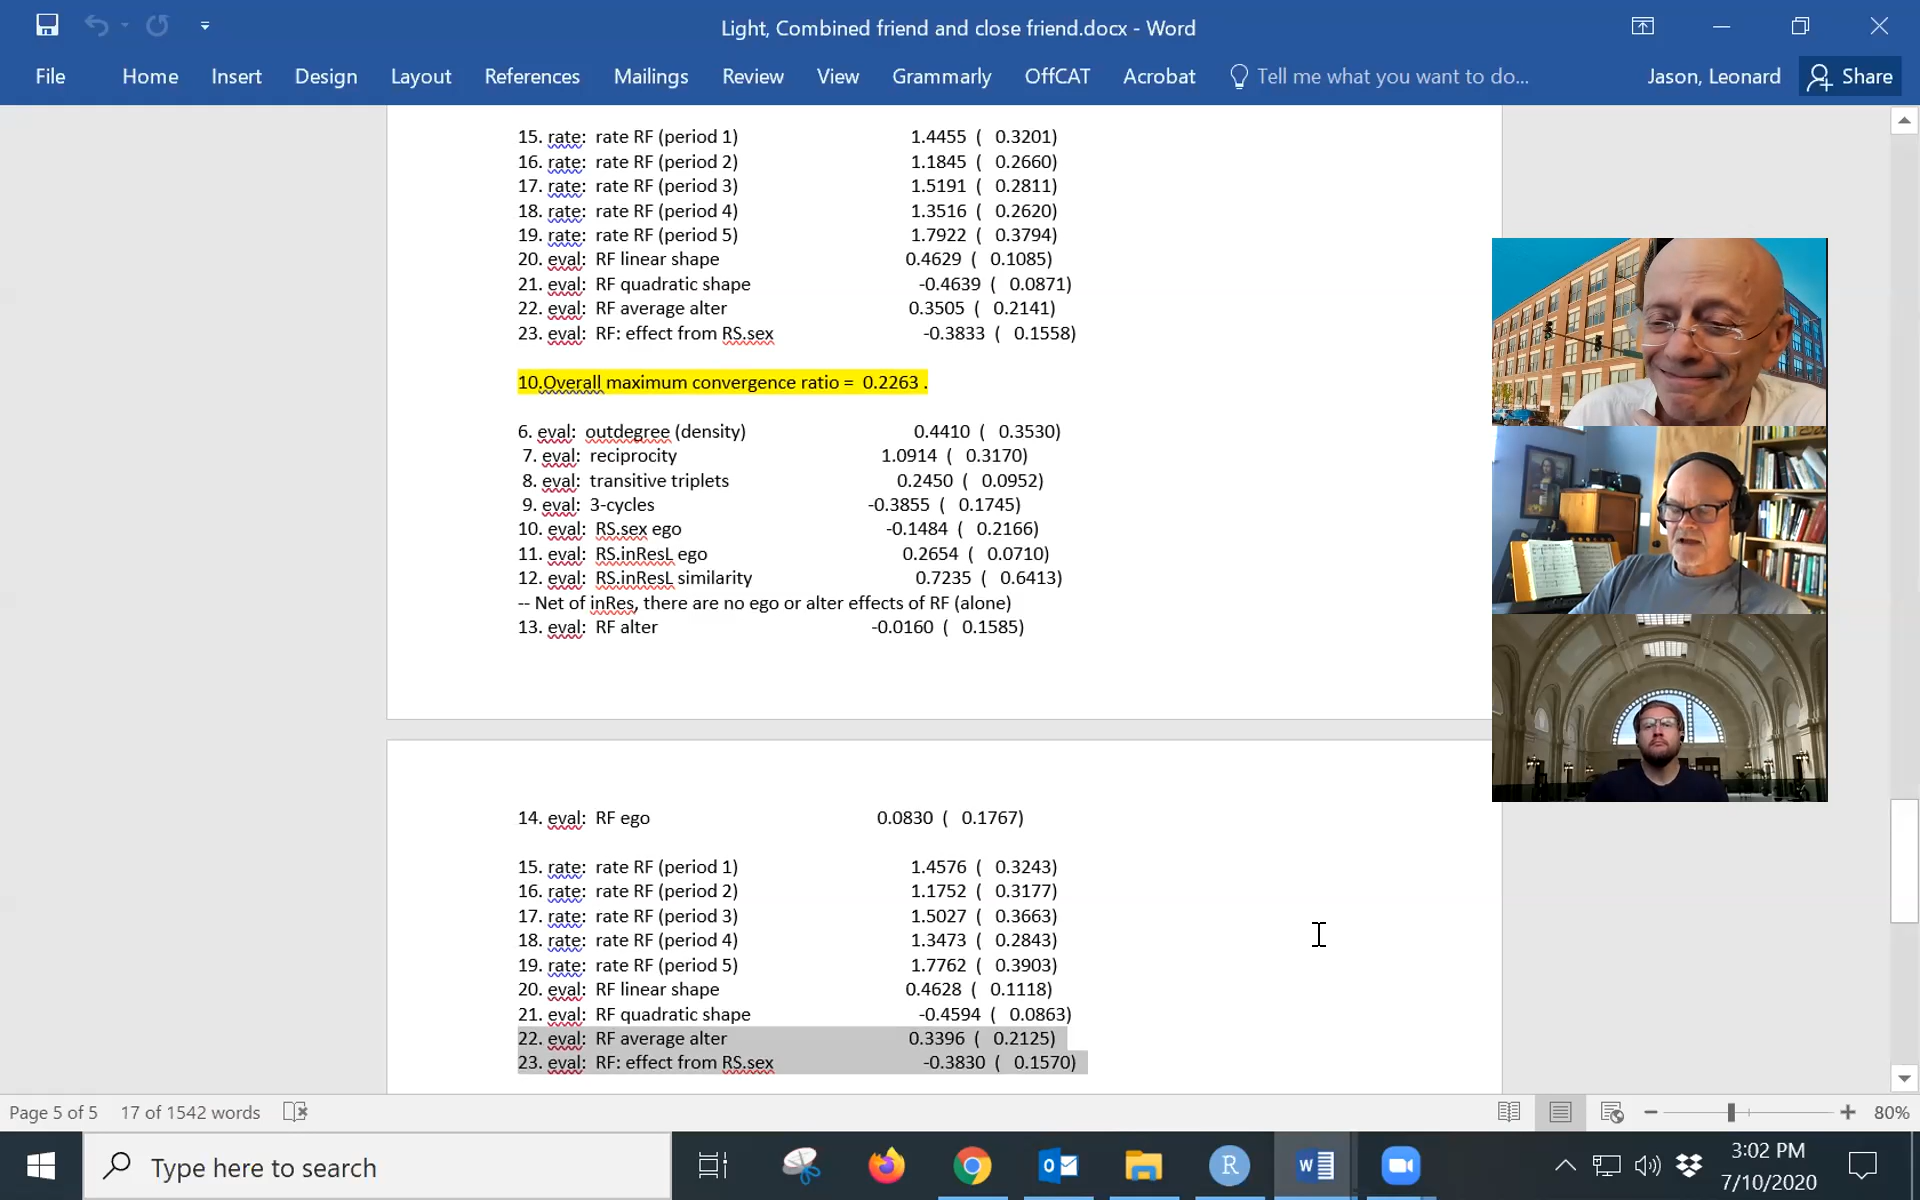 Light, Combined friend and close friend.docx - Word
File Home Insert Design Layout References Mailings Review View Grammarly OffCAT Acrobat Tell me what you want to do... Jason, Leonard Share
15. rate: rate RF (period 1) 1.4455 ( 0.3201)
16. rate: rate RF (period 2) 1.1845 ( 0.2660)
17. rate: rate RF (period 3) 1.5191 ( 0.2811)
18. rate: rate RF (period 4) 1.3516 ( 0.2620)
19. rate: rate RF (period 5) 1.7922 ( 0.3794)
20. eval: RF linear shape 0.4629 ( 0.1085)
21. eval: RF quadratic shape -0.4639 ( 0.0871)
22. eval: RF average alter 0.3505 ( 0.2141)
23. eval: RF: effect from RS.sex -0.3833 ( 0.1558)
10.Overall maximum convergence ratio = 0.2263 .
6. eval: outdegree (density) 0.4410 ( 0.3530)
7. eval: reciprocity 1.0914 ( 0.3170)
8. eval: transitive triplets 0.2450 ( 0.0952)
9. eval: 3-cycles -0.3855 ( 0.1745)
10. eval: RS.sex ego -0.1484 ( 0.2166)
11. eval: RS.inResL ego 0.2654 ( 0.0710)
12. eval: RS.inResL similarity 0.7235 ( 0.6413)
-- Net of inRes, there are no ego or alter effects of RF (alone)
13. eval: RF alter -0.0160 ( 0.1585)
14. eval: RF ego 0.0830 ( 0.1767)
15. rate: rate RF (period 1) 1.4576 ( 0.3243)
16. rate: rate RF (period 2) 1.1752 ( 0.3177)
17. rate: rate RF (period 3) 1.5027 ( 0.3663)
18. rate: rate RF (period 4) 1.3473 ( 0.2843)
19. rate: rate RF (period 5) 1.7762 ( 0.3903)
20. eval: RF linear shape 0.4628 ( 0.1118)
21. eval: RF quadratic shape -0.4594 ( 0.0863)
22. eval: RF average alter 0.3396 ( 0.2125)
23. eval: RF: effect from RS.sex -0.3830 ( 0.1570)
Page 5 of 5 17 of 1542 words 80%
Type here to search
3:02 PM
7/10/2020